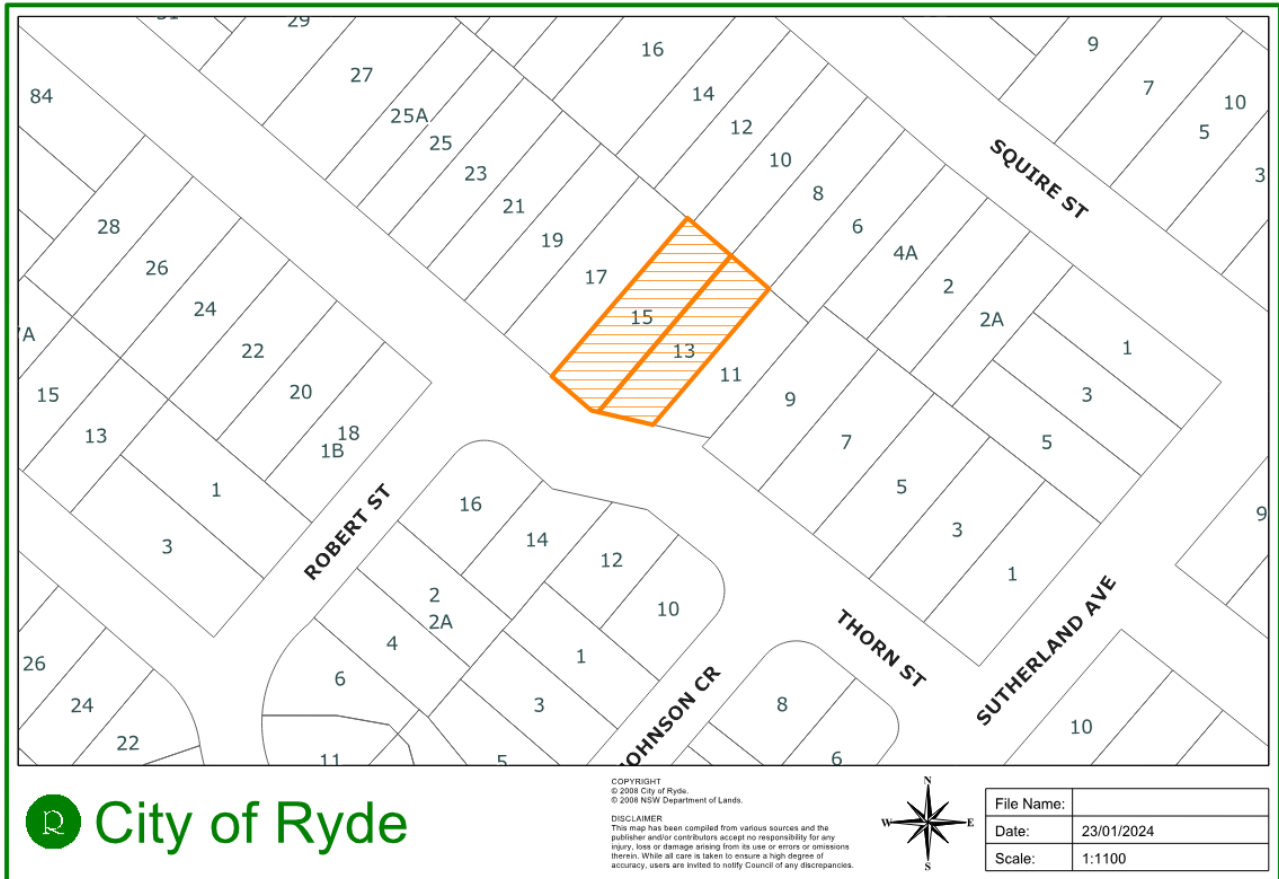 31
29
16
9
27
84
7
14
10
25A
12
5
25
SQUIRE ST
10
3
23
8
21
28
6
19
4A
26
17
2
24
15
2A
7A
1
22
13
11
3
20
15
9
18
13
7
5
1B
1
5
16
3
9
ROBERT ST
14
3
12
1
2
10
2A
THORN ST
4
1
SUTHERLAND AVE
26
6
3
8
24
JOHNSON CR
10
22
11
5
6
R City of Ryde
COPYRIGHT
© 2008 City of Ryde.
© 2008 NSW Department of Lands.
DISCLAIMER
This map has been compiled from various sources and the
publisher and/or contributors accept no responsibility for any
injury, loss or damage arising from its use or errors or omissions
therein. While all care is taken to ensure a high degree of
accuracy, users are invited to notify Council of any discrepancies.
N
W E
S
File Name:
Date: 23/01/2024
Scale: 1:1100